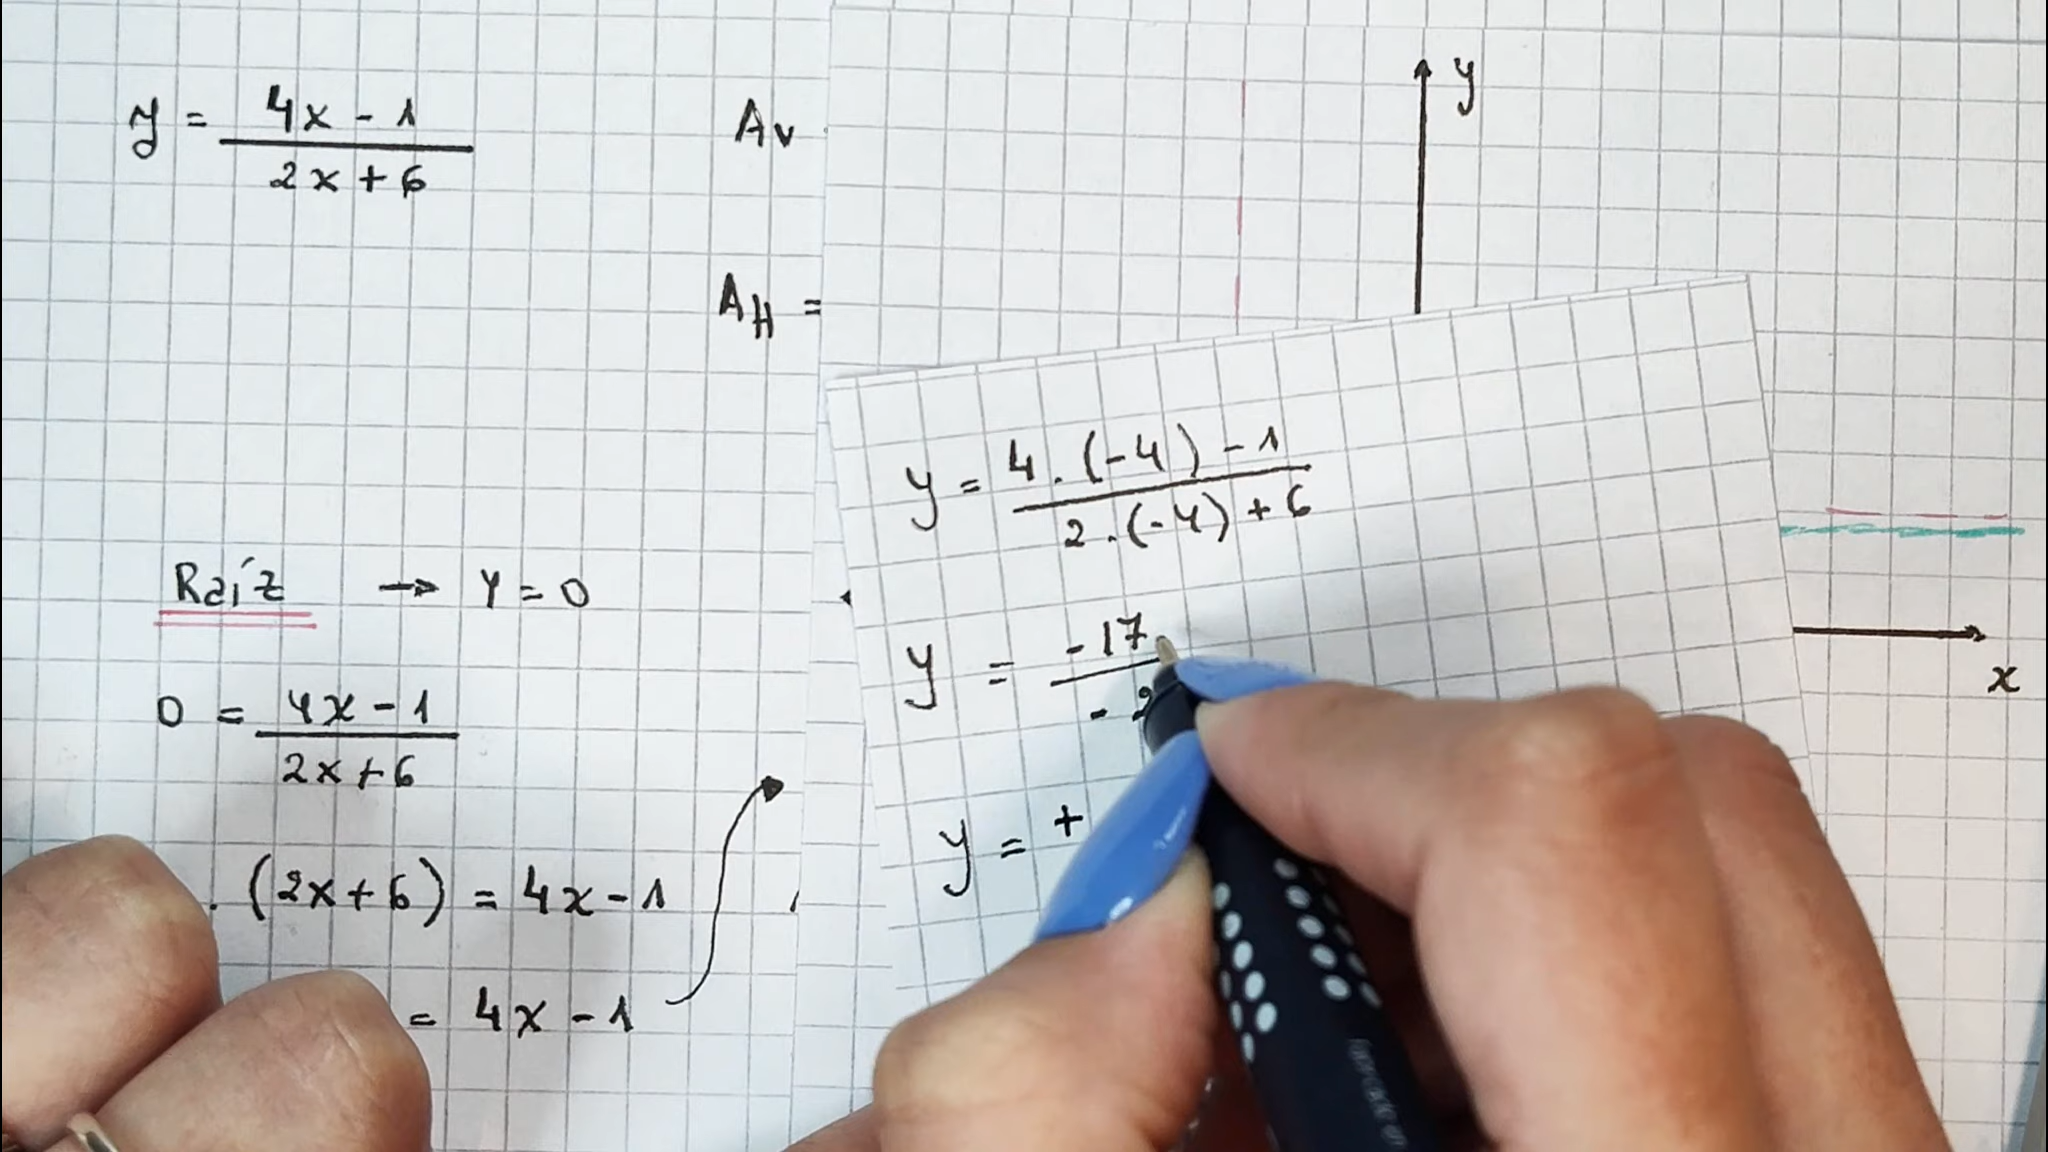 y = 4x - 1
2x + 6
Av
AH =
Raíz → Y = 0
0 = 4x - 1
2x + 6
. (2x + 6) = 4x - 1
= 4x - 1
y
x
y = 4 . (-4) - 1
2 . (-4) + 6
y = -17
- 2
y = +